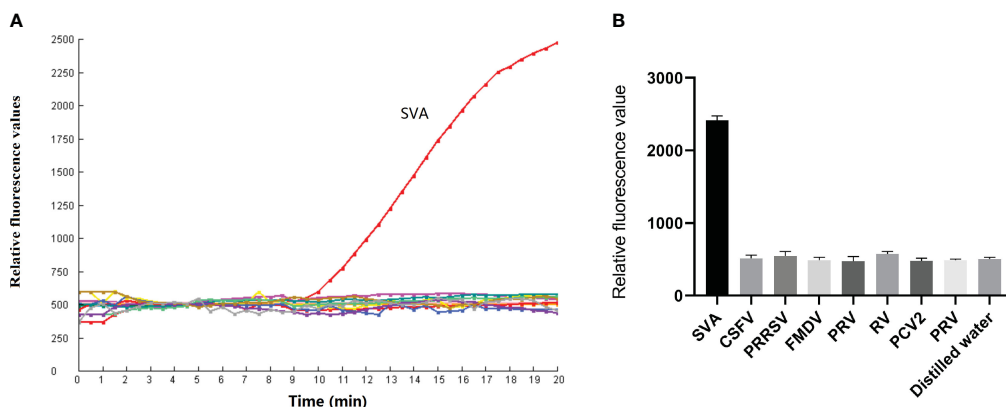 A
Relative fluorescence values
2500
2250
2000
1750
1500
1250
1000
750
500
250
0
SVA
0 1 2 3 4 5 6 7 8 9 10 11 12 13 14 15 16 17 18 19 20
Time (min)
B
Relative fluorescence value
3000
2000
1000
0
SVA
CSFV
PRRSV
FMDV
PRV
RV
PCV2
PRV
Distilled water